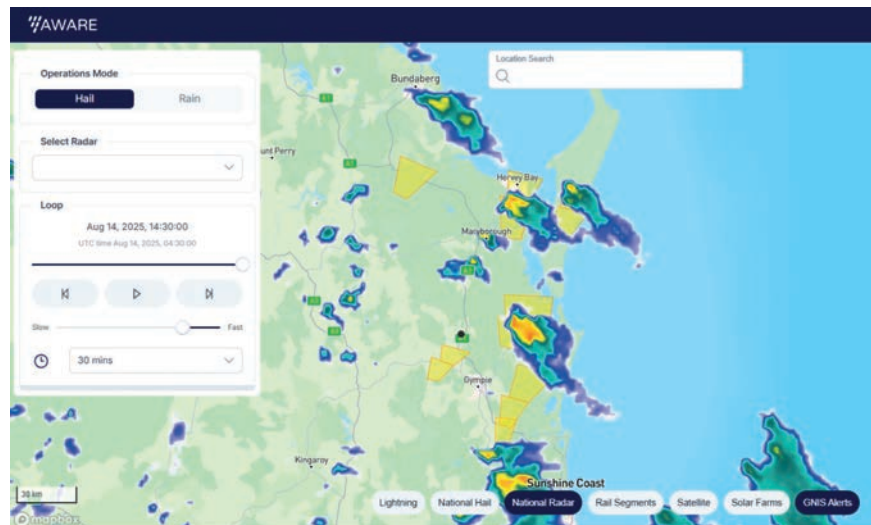 AWARE
Operations Mode
Hail
Rain
Select Radar
Loop
Aug 14, 2025, 14:30:00
UTC time Aug 14, 2025, 04:30:00
Slow
Fast
30 mins
30 km
mapbox
Location Search
Bundaberg
unt Perry
Hervey Bay
Maryborough
Gympie
Kingaroy
Sunshine Coast
Lightning
National Hail
National Radar
Rail Segments
Satellite
Solar Farms
GNIS Alerts